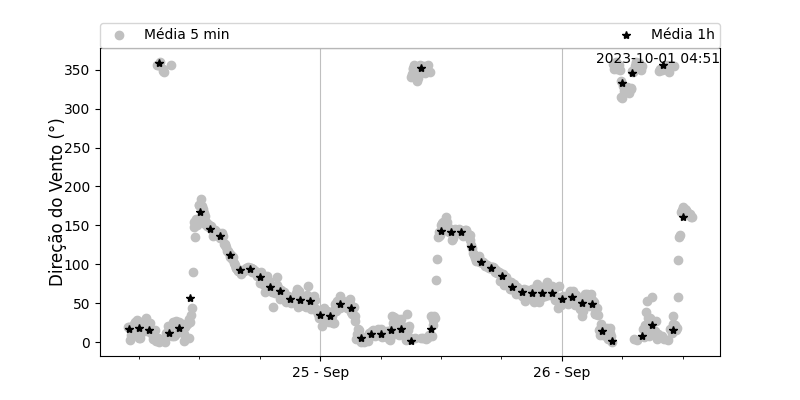 Média 5 min
Média 1h
2023-10-01 04:51
Direção do Vento (°)
350
300
250
200
150
100
50
0
25 - Sep
26 - Sep